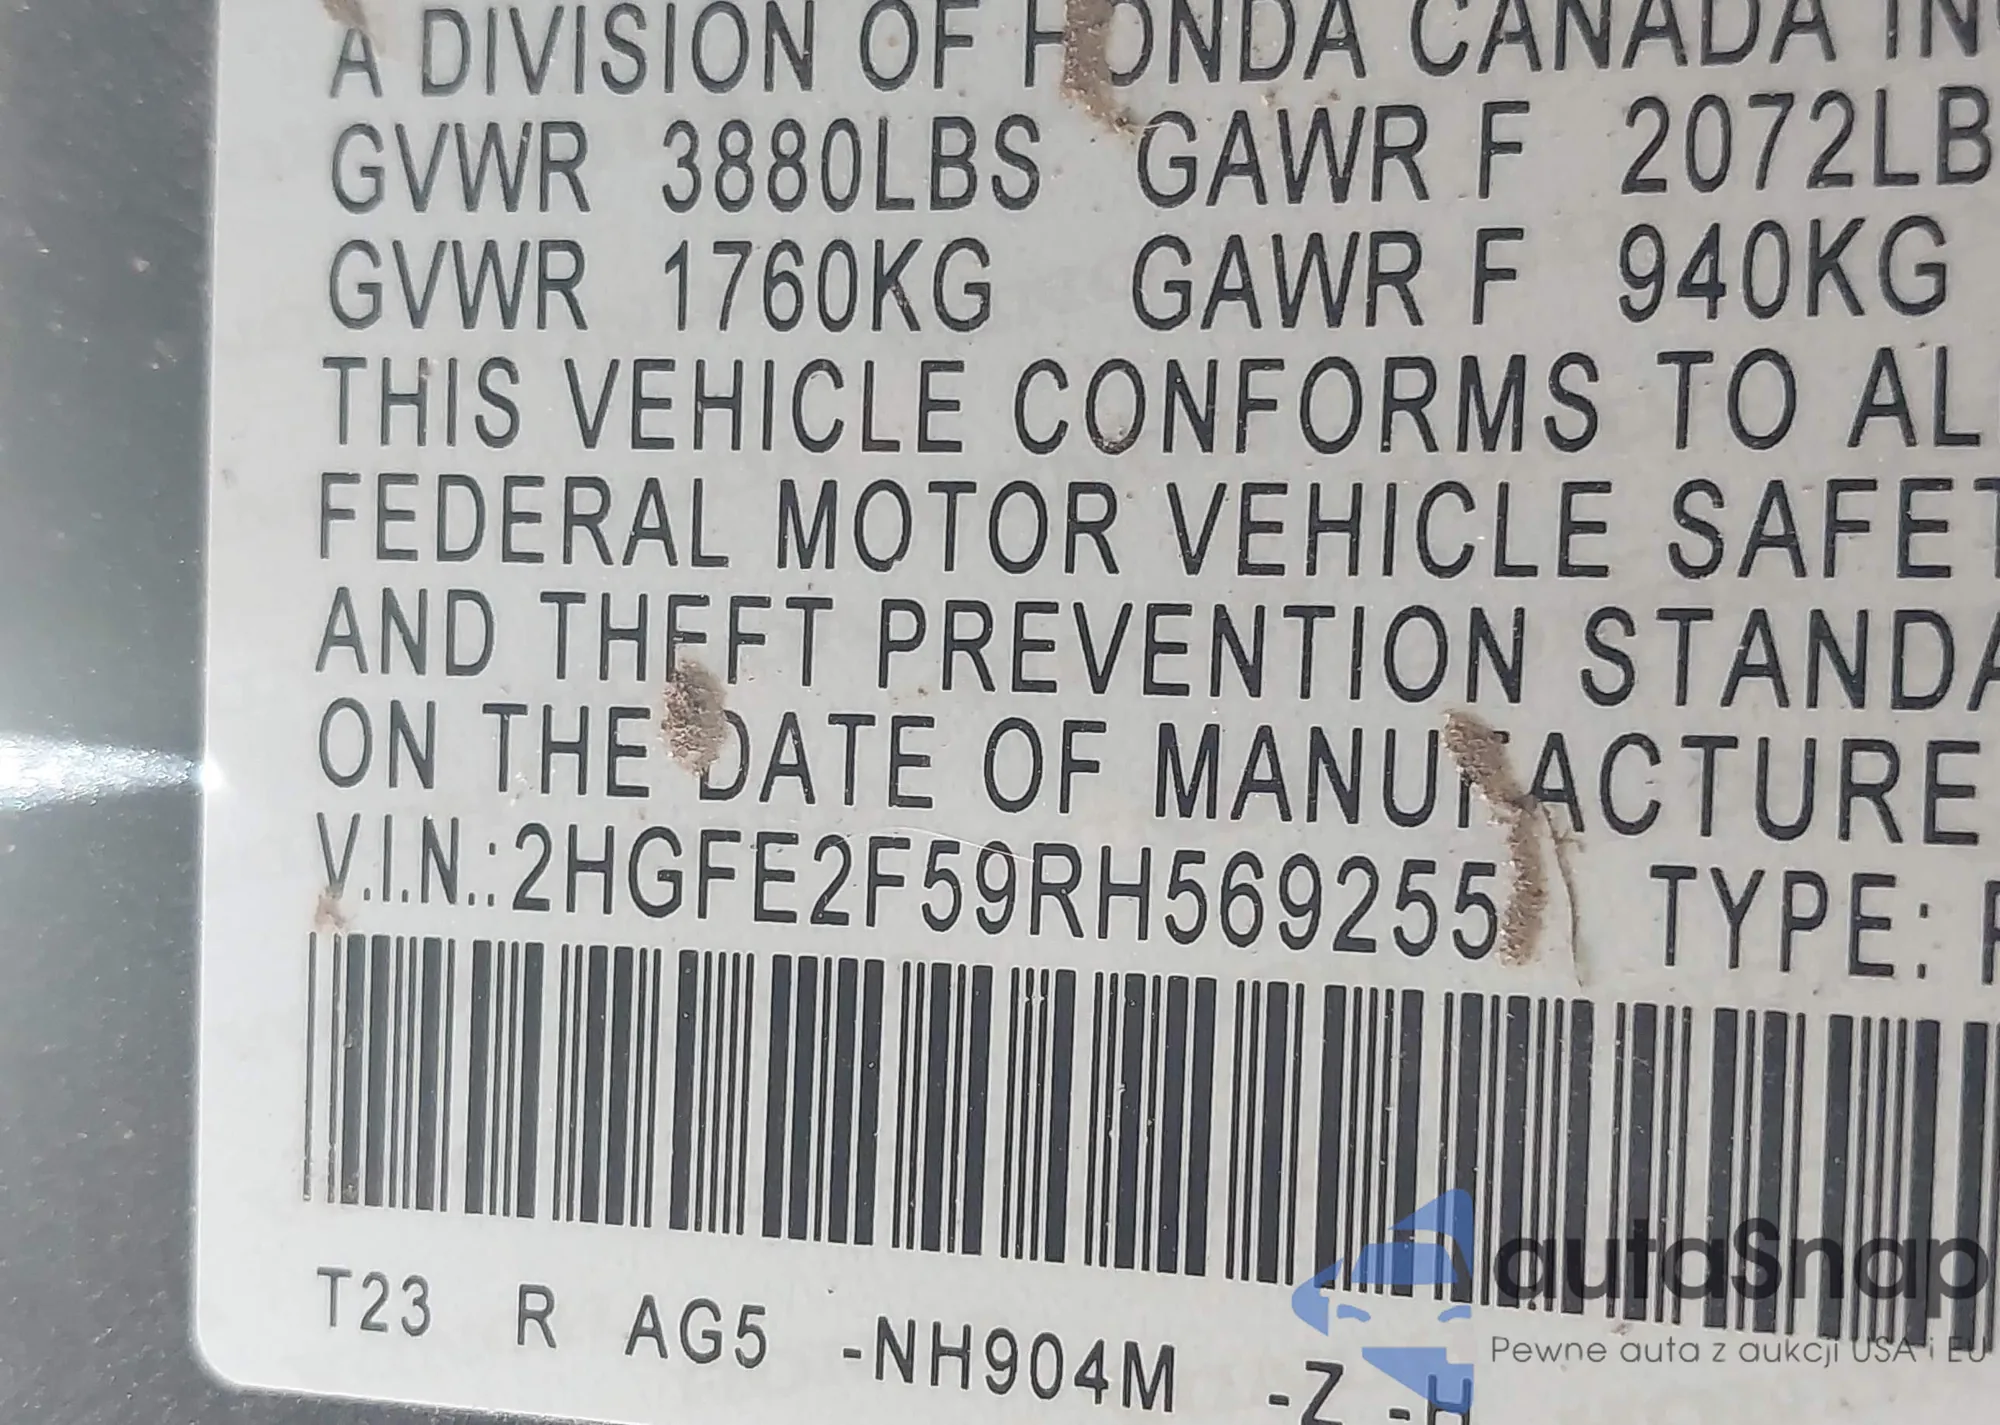 A DIVISION OF HONDA CANADA INC
GVWR 3880LBS GAWR F 2072LB
GVWR 1760KG GAWR F 940KG
THIS VEHICLE CONFORMS TO AL
FEDERAL MOTOR VEHICLE SAFET
AND THEFT PREVENTION STANDA
ON THE DATE OF MANUFACTURE
V.I.N.:2HGFE2F59RH569255 TYPE: P
T23 R AG5 -NH904M -Z -H
autaSnap
Pewne auta z aukcji USA i EU